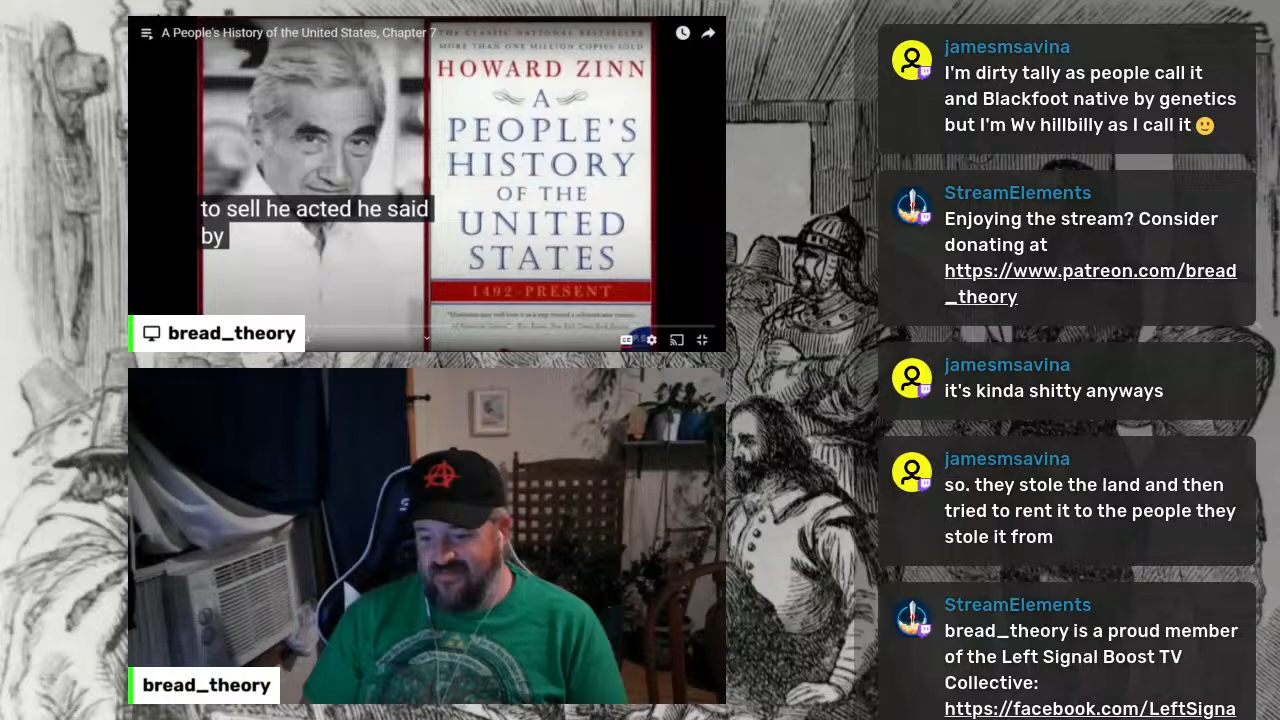 A People's History of the United States, Chapter 7
THE CLASSIC NATIONAL BESTSELLER
MORE THAN ONE MILLION COPIES SOLD
HOWARD ZINN
A
PEOPLE'S
HISTORY
OF THE
UNITED
STATES
1492–PRESENT
to sell he acted he said
by
CC
bread_theory
bread_theory
jamesmsavina
I'm dirty tally as people call it
and Blackfoot native by genetics
but I'm Wv hillbilly as I call it 🙂
StreamElements
Enjoying the stream? Consider
donating at
https://www.patreon.com/bread
_theory
jamesmsavina
it's kinda shitty anyways
jamesmsavina
so. they stole the land and then
tried to rent it to the people they
stole it from
StreamElements
bread_theory is a proud member
of the Left Signal Boost TV
Collective:
https://facebook.com/LeftSigna